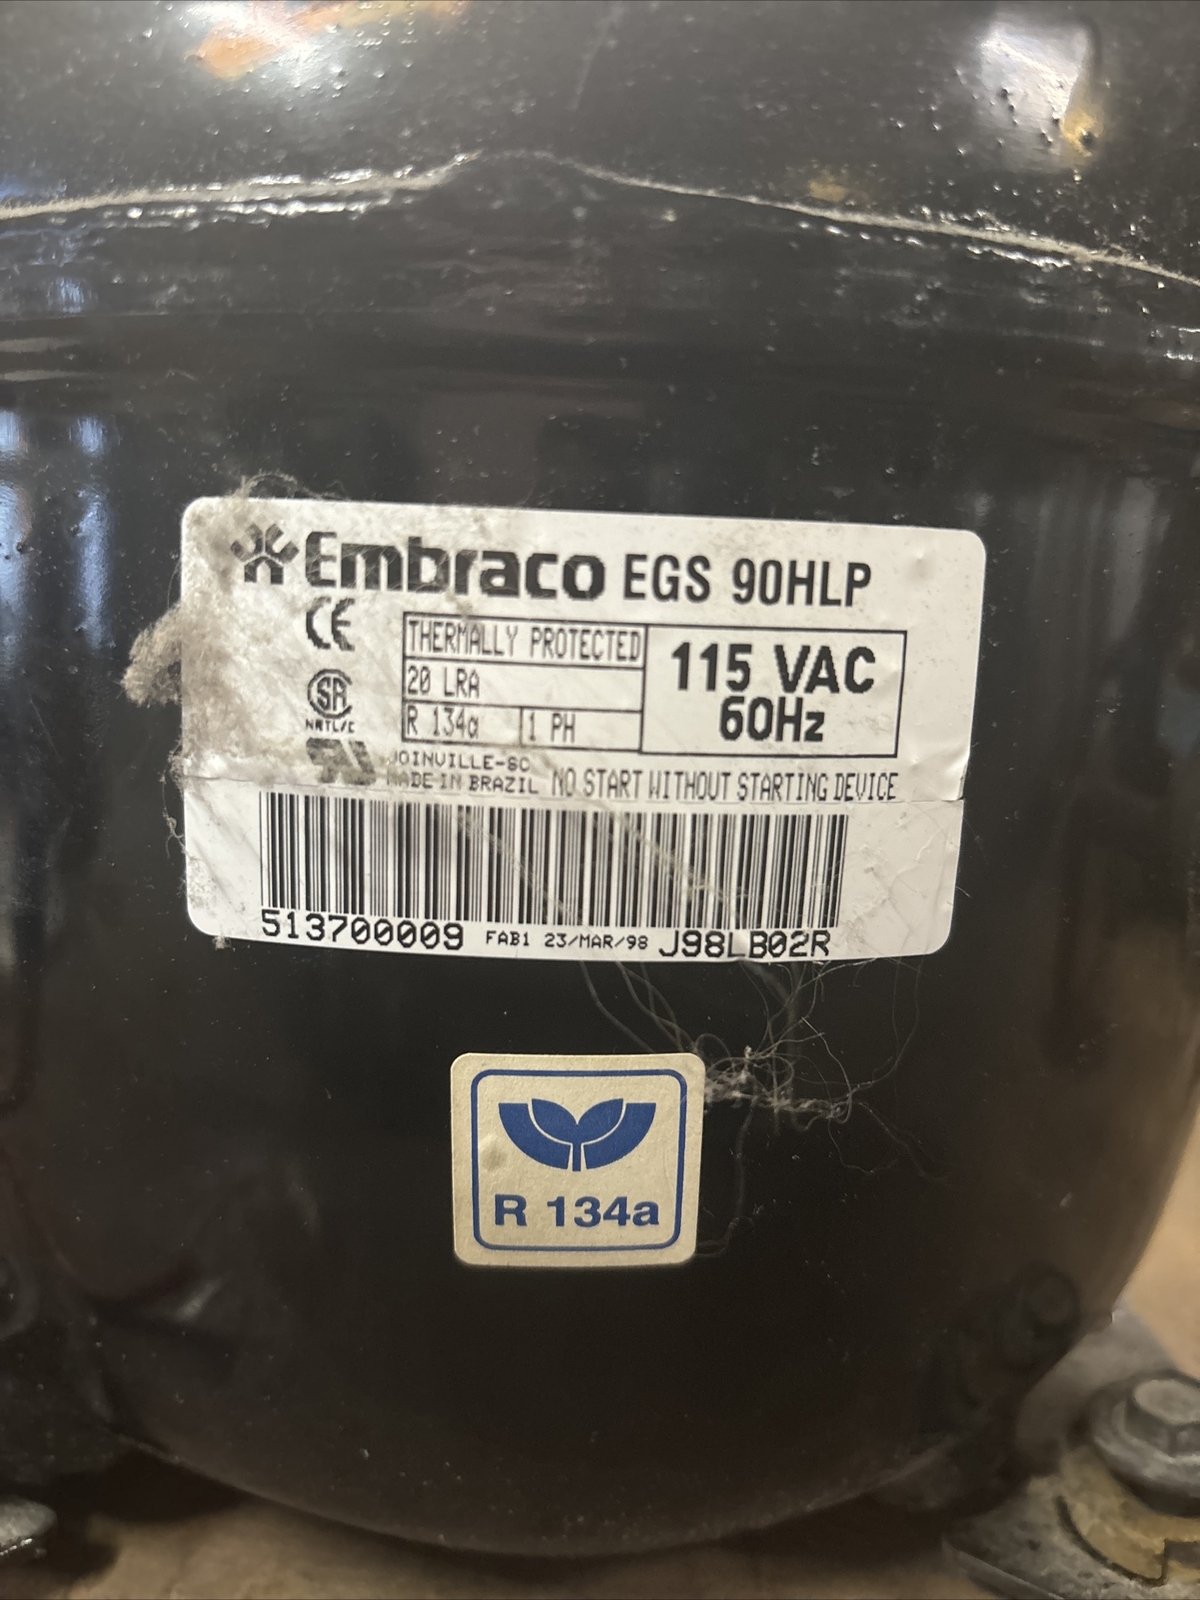 Embraco EGS 90HLP
CE
THERMALLY PROTECTED
20 LRA
R 134a 1 PH
115 VAC
60Hz
SA
NRTL/C
JOINVILLE-SC
MADE IN BRAZIL NO START WITHOUT STARTING DEVICE
513700009 FAB1 23/MAR/98 J98LB02R
R 134a